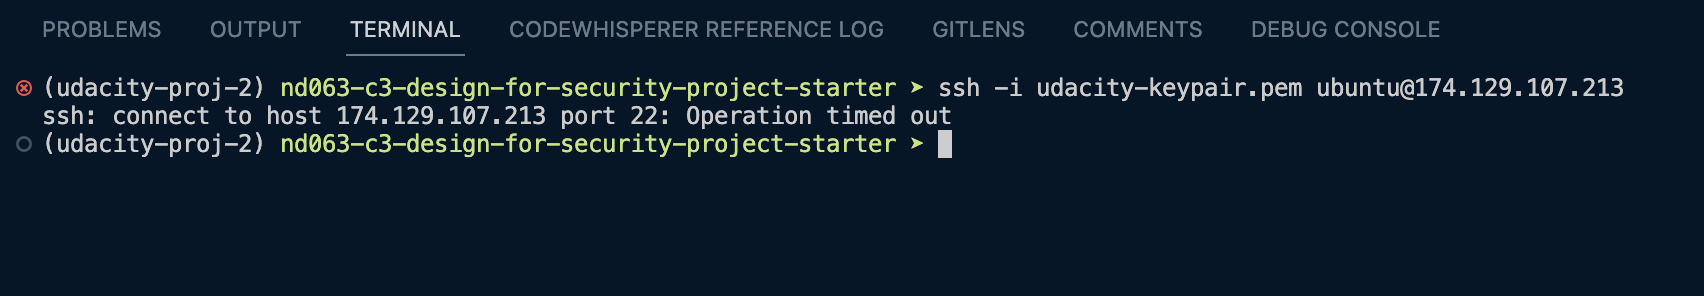 PROBLEMS OUTPUT TERMINAL CODEWHISPERER REFERENCE LOG GITLENS COMMENTS DEBUG CONSOLE
(udacity-proj-2) nd063-c3-design-for-security-project-starter ➤ ssh -i udacity-keypair.pem ubuntu@174.129.107.213
ssh: connect to host 174.129.107.213 port 22: Operation timed out
(udacity-proj-2) nd063-c3-design-for-security-project-starter ➤